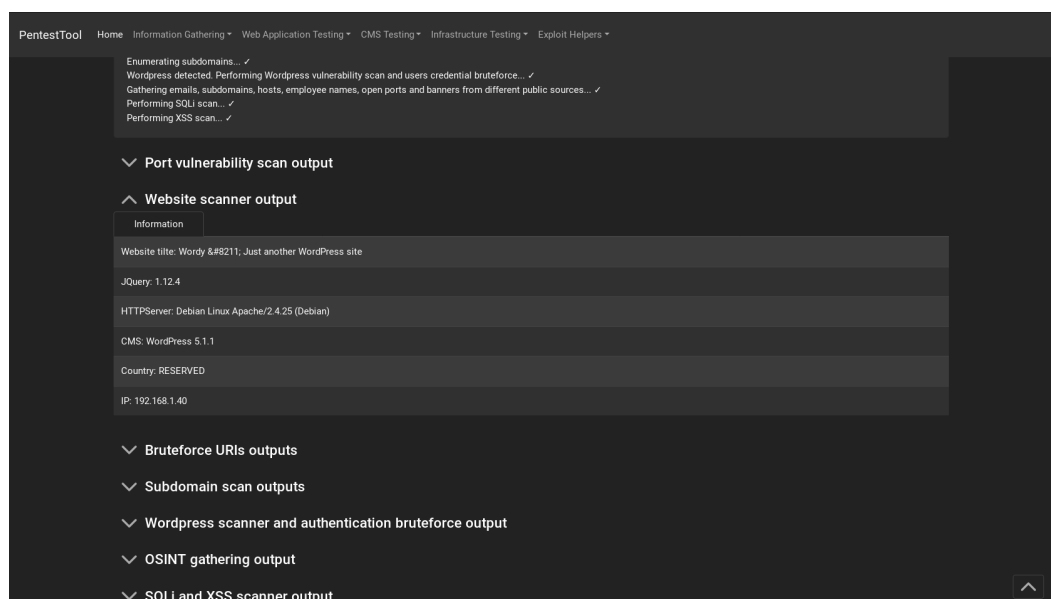 PentestTool Home Information Gathering Web Application Testing CMS Testing Infrastructure Testing Exploit Helpers
Enumerating subdomains... ✓
Wordpress detected. Performing Wordpress vulnerability scan and users credential bruteforce... ✓
Gathering emails, subdomains, hosts, employee names, open ports and banners from different public sources... ✓
Performing SQLi scan... ✓
Performing XSS scan... ✓
Port vulnerability scan output
Website scanner output
Information
Website tilte: Wordy &#8211; Just another WordPress site
JQuery: 1.12.4
HTTPServer: Debian Linux Apache/2.4.25 (Debian)
CMS: WordPress 5.1.1
Country: RESERVED
IP: 192.168.1.40
Bruteforce URIs outputs
Subdomain scan outputs
Wordpress scanner and authentication bruteforce output
OSINT gathering output
SQLi and XSS scanner output